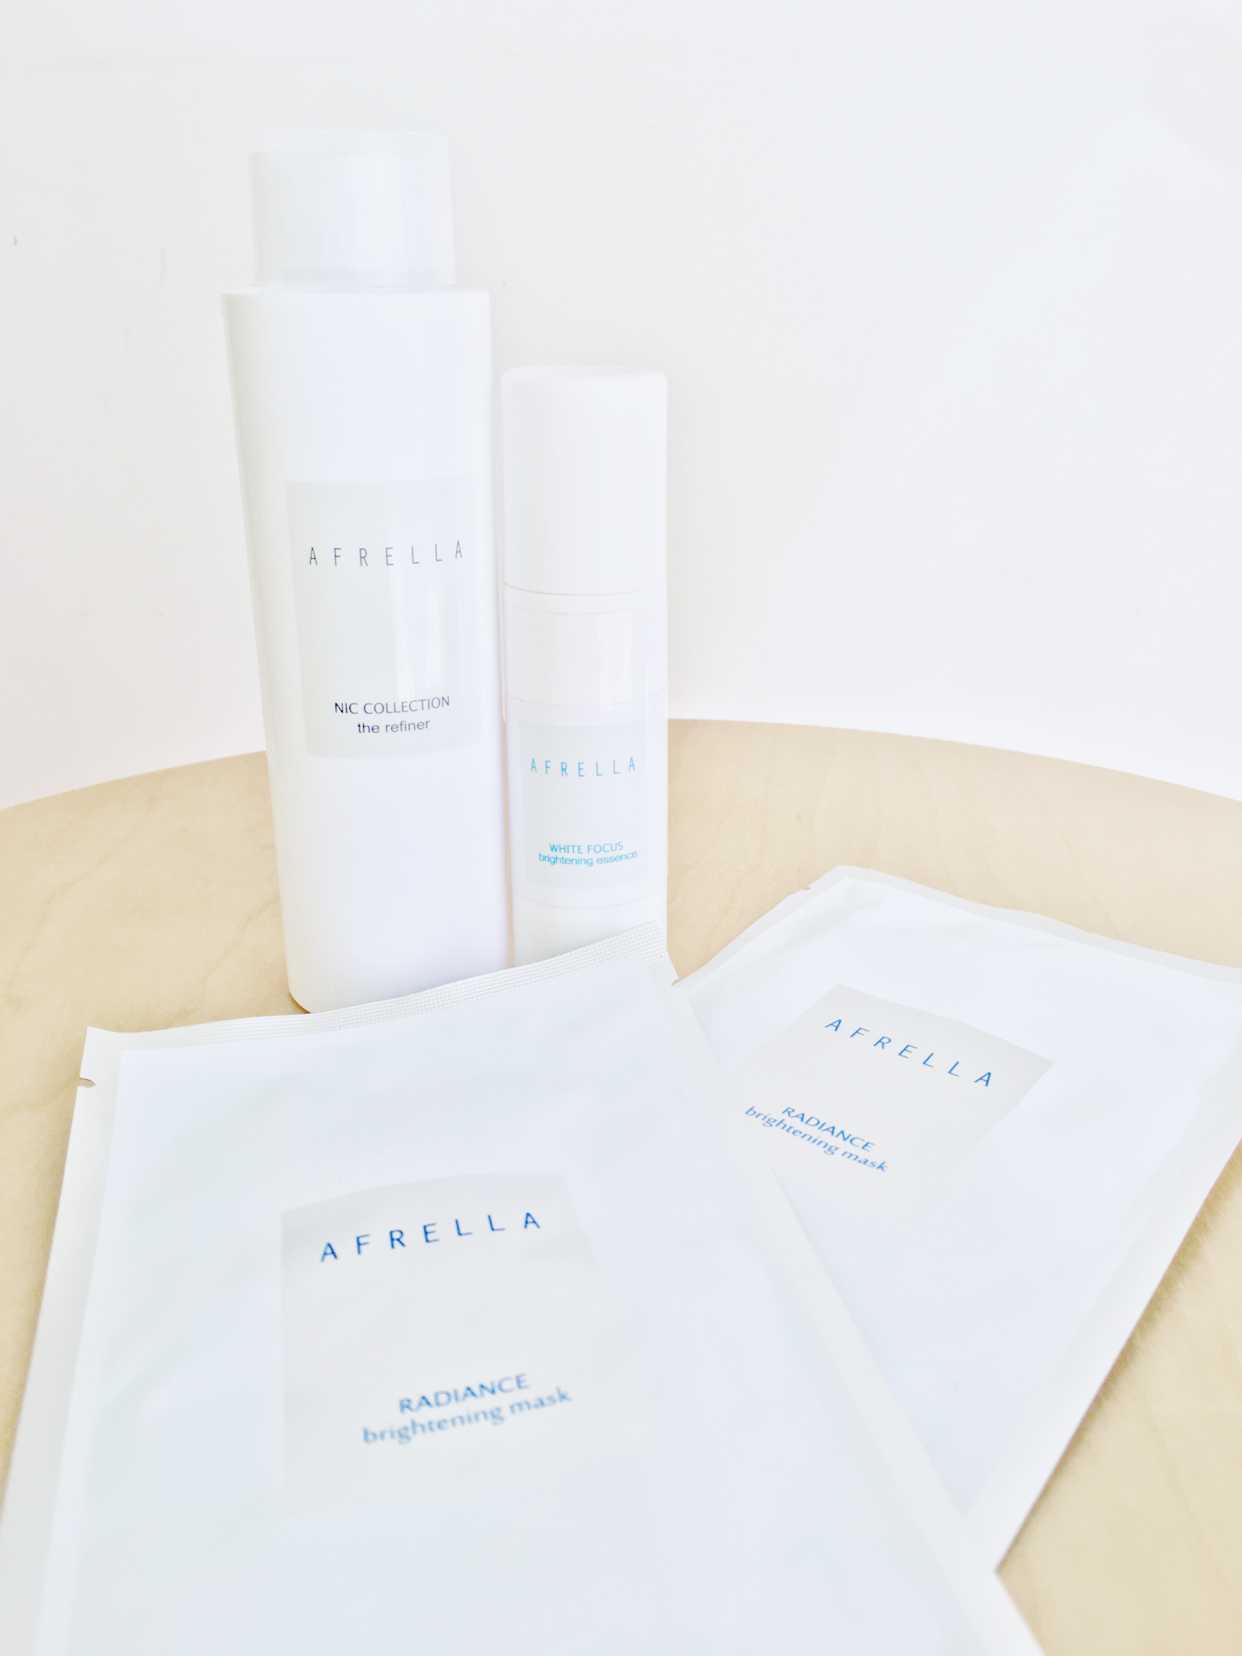 AFRELLA
NIC COLLECTION
the refiner
AFRELLA
WHITE FOCUS
brightening essence
AFRELLA
RADIANCE
brightening mask
AFRELLA
RADIANCE
brightening mask